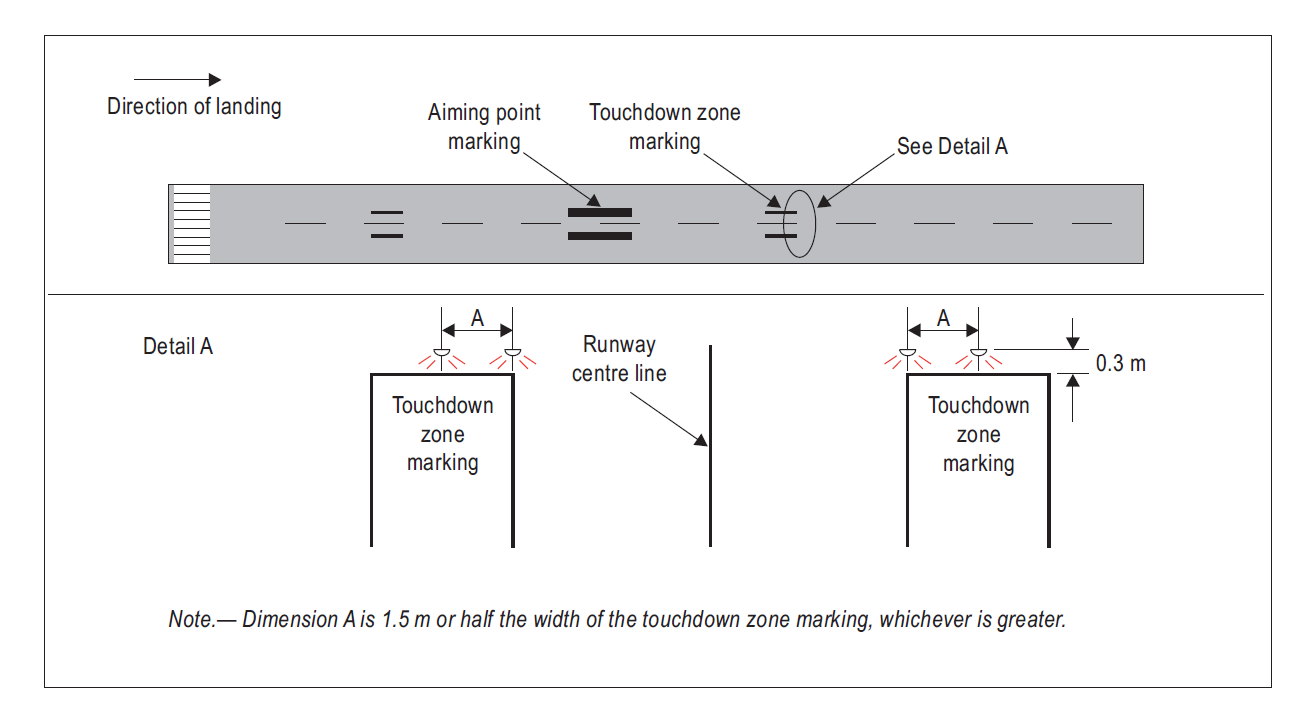 Direction of landing
Aiming point
marking
Touchdown zone
marking
See Detail A
Detail A
A
Runway
centre line
A
0.3 m
Touchdown
zone
marking
Touchdown
zone
marking
Note.— Dimension A is 1.5 m or half the width of the touchdown zone marking, whichever is greater.